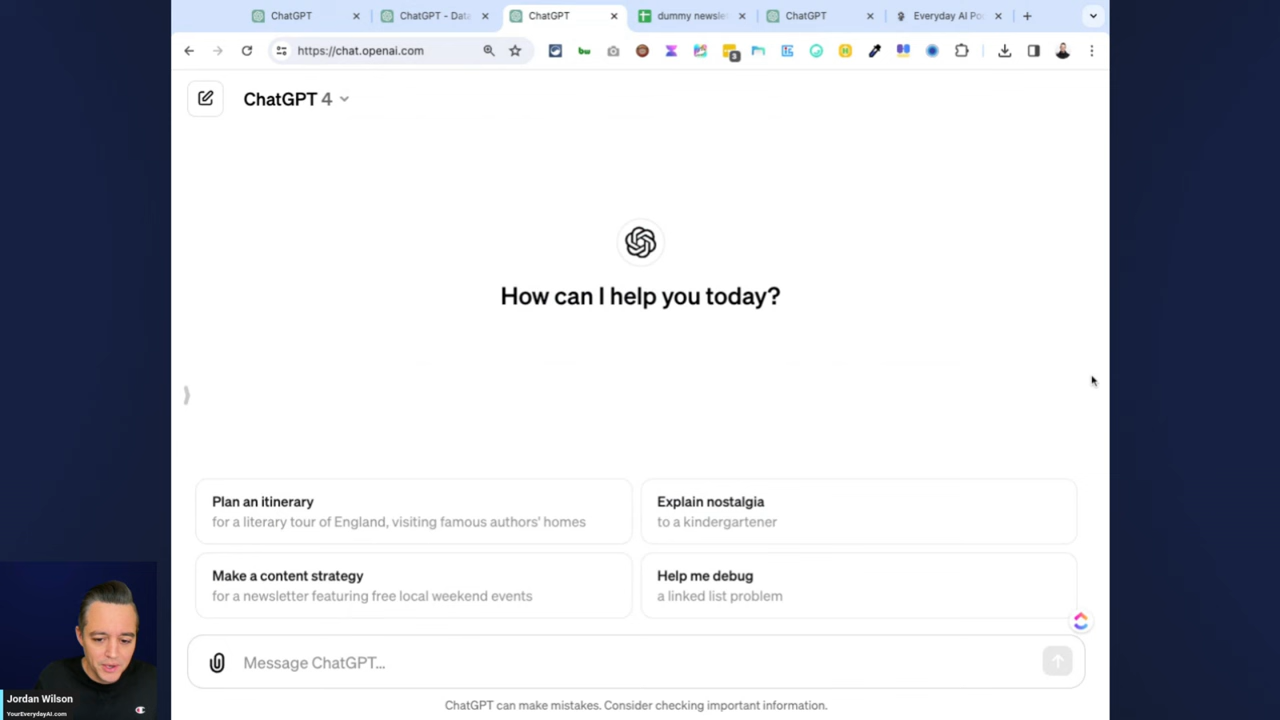 ChatGPT
ChatGPT - Data
ChatGPT
dummy newsle
ChatGPT
Everyday AI Po
https://chat.openai.com
3
ChatGPT 4
How can I help you today?
Plan an itinerary
for a literary tour of England, visiting famous authors' homes
Explain nostalgia
to a kindergartener
Make a content strategy
for a newsletter featuring free local weekend events
Help me debug
a linked list problem
Message ChatGPT...
ChatGPT can make mistakes. Consider checking important information.
Jordan Wilson
YourEverydayAI.com